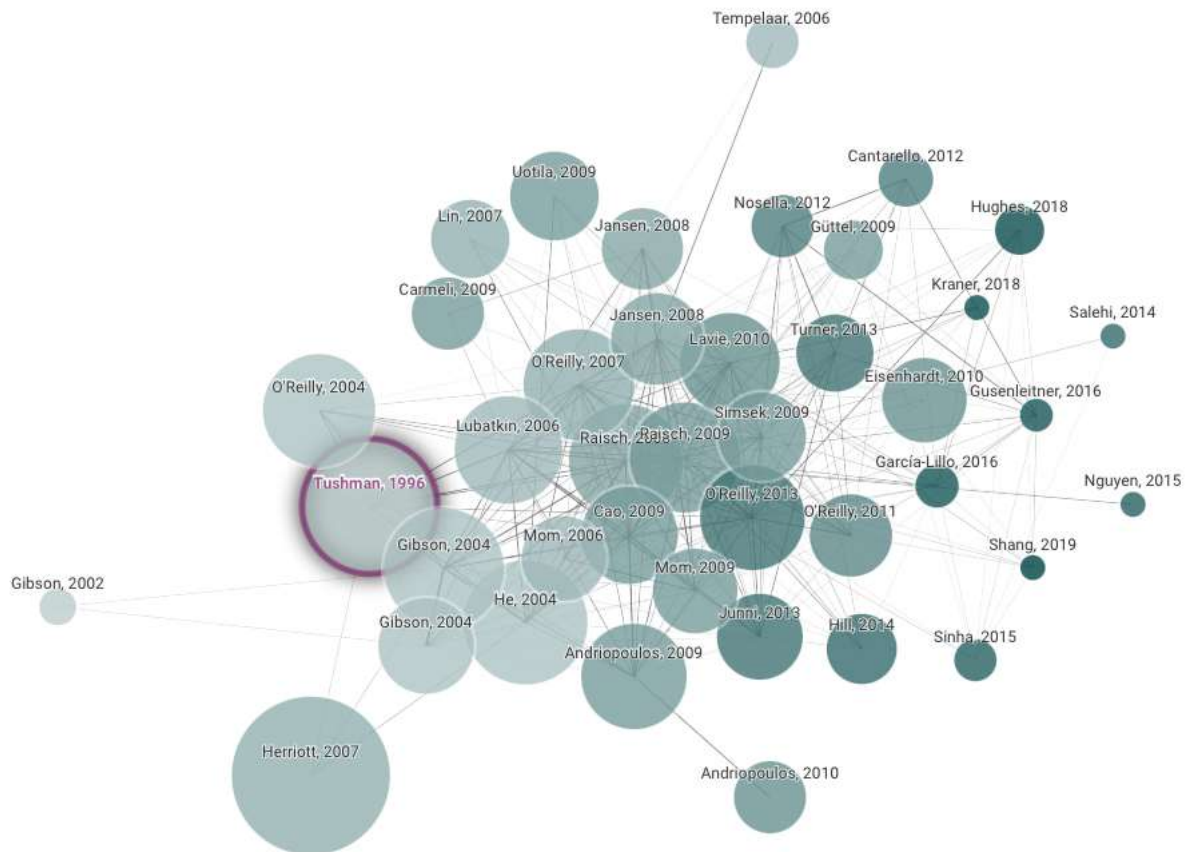 Tempelaar, 2006
Cantarello, 2012
Uotila, 2009
Nosella, 2012
Hughes, 2018
Lin, 2007
Jansen, 2008
Güttel, 2009
Carmeli, 2009
Kraner, 2018
Salehi, 2014
Jansen, 2008
Turner, 2013
Lavie, 2010
O'Reilly, 2007
Eisenhardt, 2010
O'Reilly, 2004
Gusenleitner, 2016
Simsek, 2009
Lubatkin, 2006
Raisch,
Raisch, 2009
García-Lillo, 2016
Tushman, 1996
Nguyen, 2015
O'Reilly, 2013
Cao, 2009
O'Reilly, 2011
Mom, 2006
Gibson, 2004
Shang, 2019
Mom, 2009
Gibson, 2002
He, 2004
Junni, 2013
Gibson, 2004
Hill, 2014
Sinha, 2015
Andriopoulos, 2009
Herriott, 2007
Andriopoulos, 2010